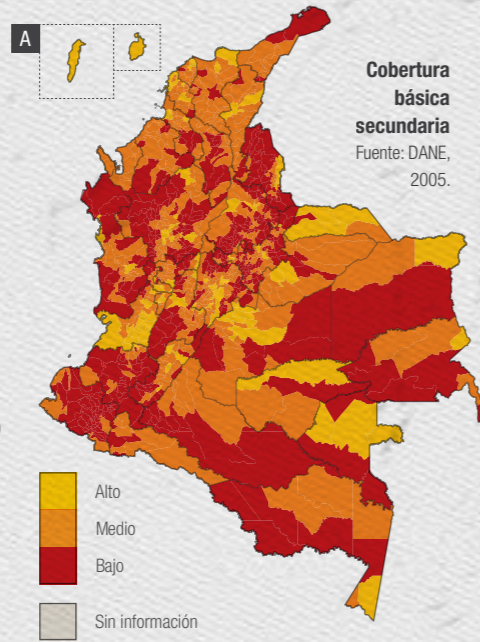 A
Cobertura
básica
secundaria
Fuente: DANE,
2005.
Alto
Medio
Bajo
Sin información